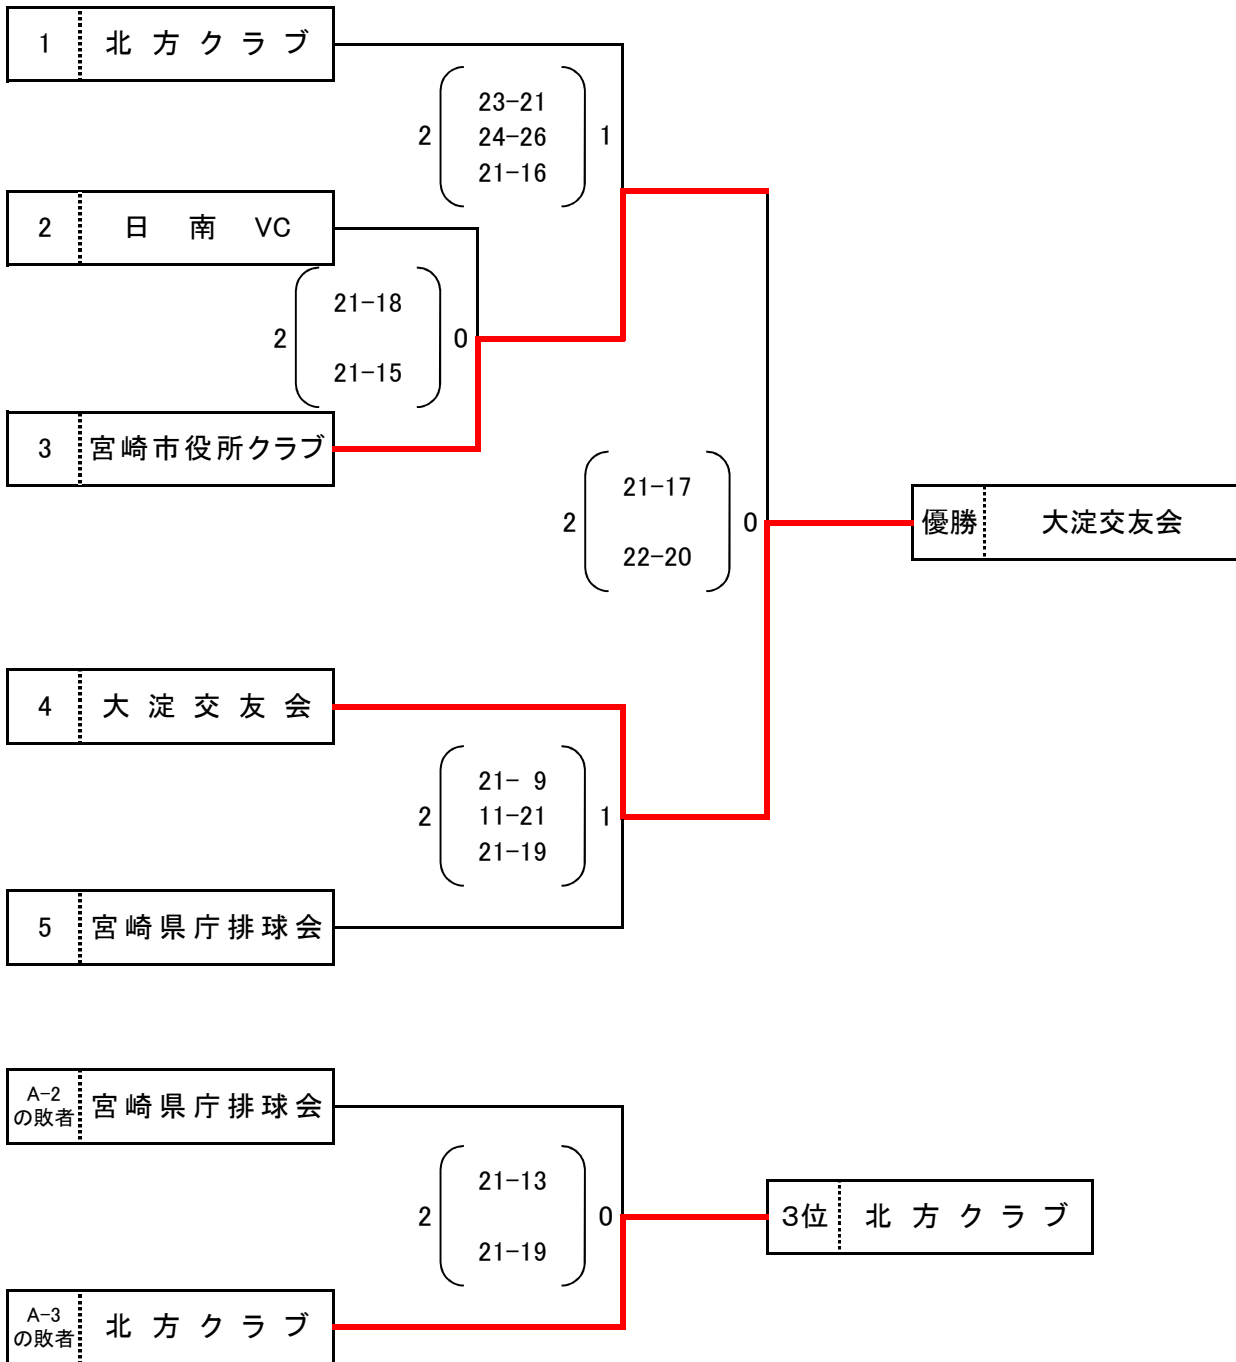 1 北方クラブ
23-21
2 24-26 1
21-16
2 日南 VC
21-18
2 0
21-15
3 宮崎市役所クラブ
21-17
2 0
22-20
優勝 大淀交友会
4 大淀交友会
21- 9
2 11-21 1
21-19
5 宮崎県庁排球会
A-2
の敗者 宮崎県庁排球会
21-13
2 0
21-19
3位 北方クラブ
A-3
の敗者 北方クラブ